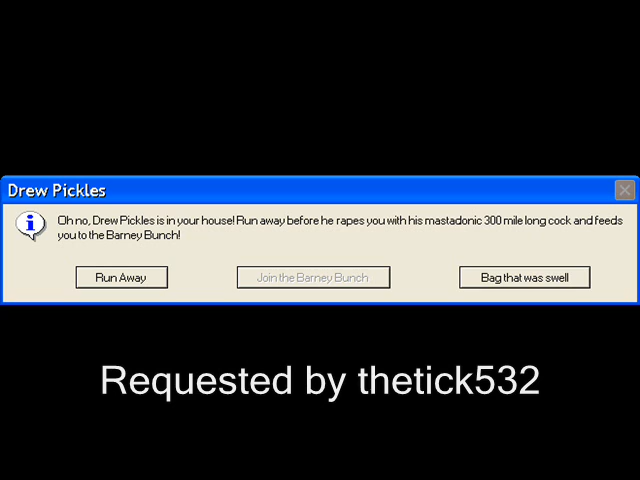 Drew Pickles
Oh no, Drew Pickles is in your house! Run away before he rapes you with his mastadonic 300 mile long cock and feeds
you to the Barney Bunch!
Run Away
Join the Barney Bunch
Bag that was swell
Requested by thetick532